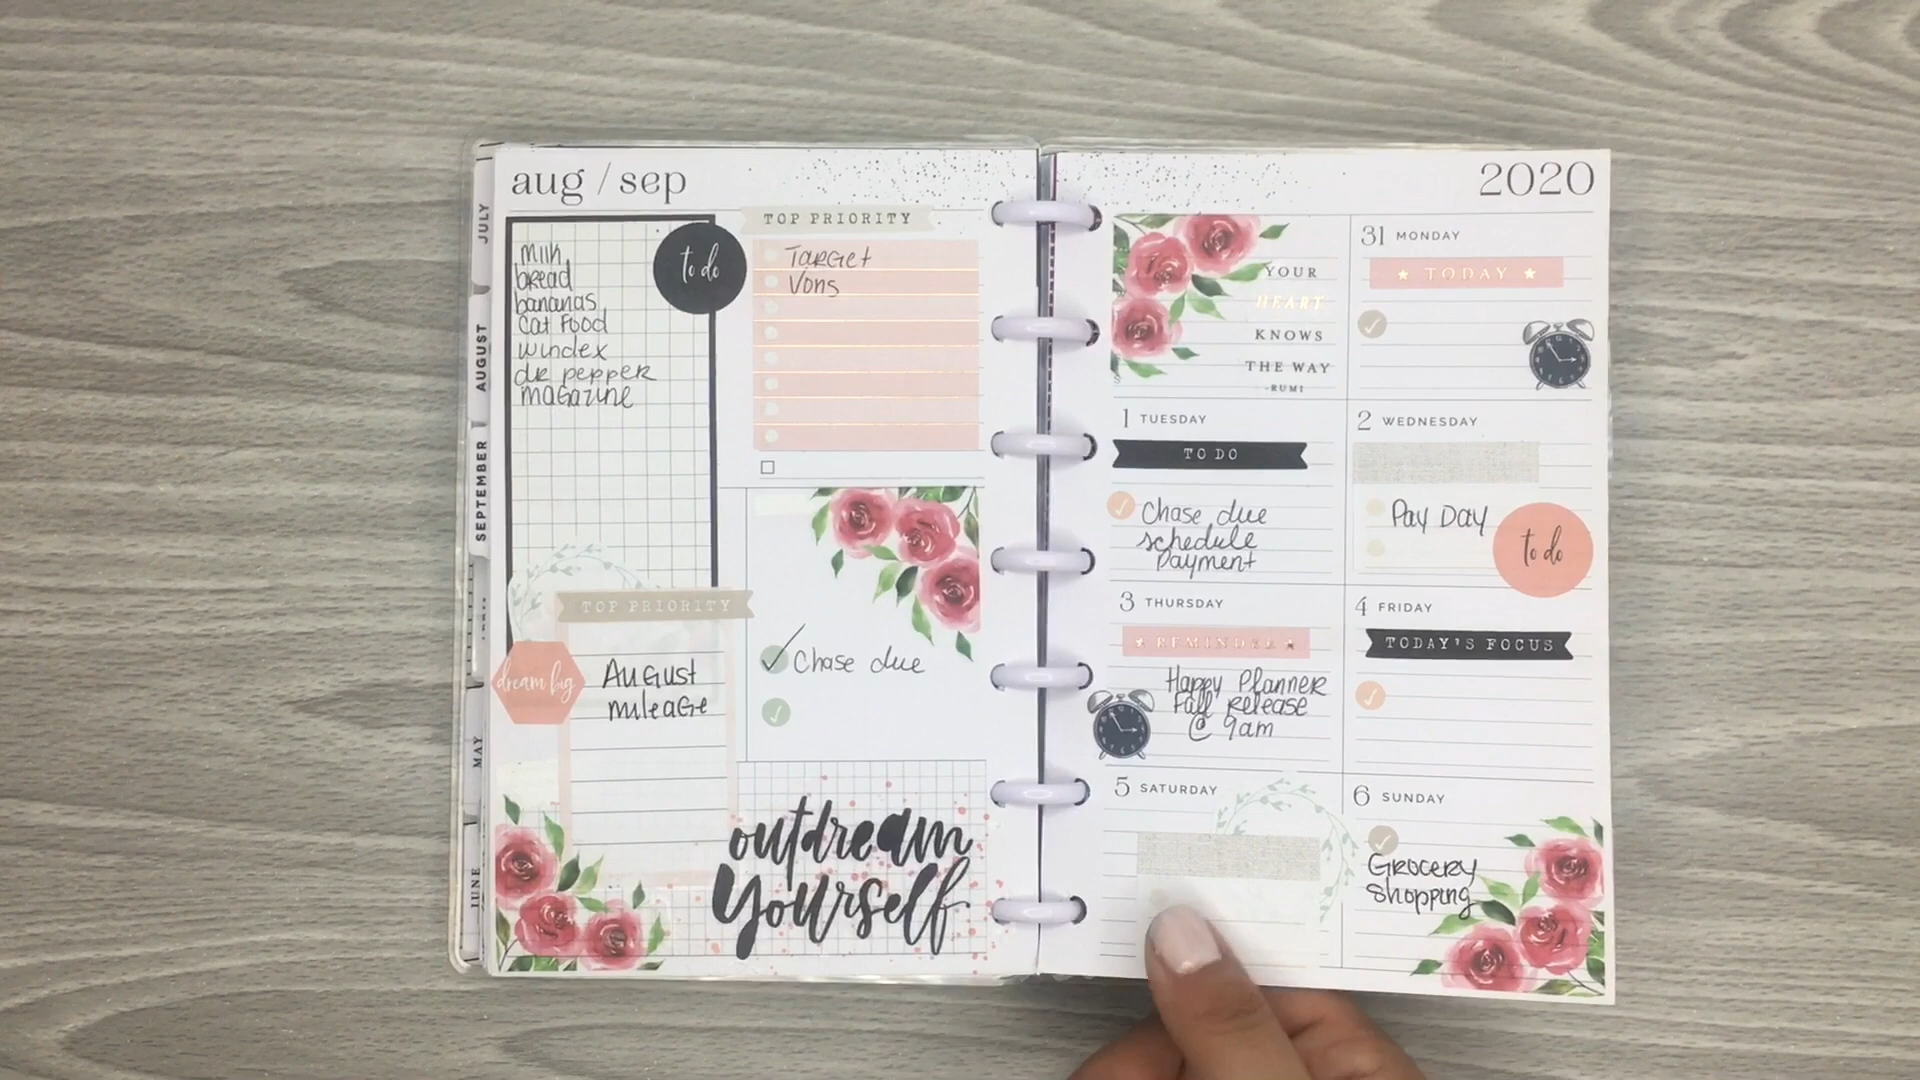 aug / sep
JULY
AUGUST
SEPTEMBER
MAY
JUNE
to do
milk
bread
bananas
cat food
windex
dr pepper
magazine
TOP PRIORITY
Target
Vons
TOP PRIORITY
dream big
August
mileage
Chase due
outdream
yourself
2020
YOUR
HEART
KNOWS
THE WAY
-RUMI
31 MONDAY
TODAY
1 TUESDAY
TO DO
Chase due
schedule
payment
2 WEDNESDAY
Pay Day
to do
3 THURSDAY
REMINDER
Happy Planner
Fall Release
@ 9am
4 FRIDAY
TODAY'S FOCUS
5 SATURDAY
6 SUNDAY
Grocery
shopping